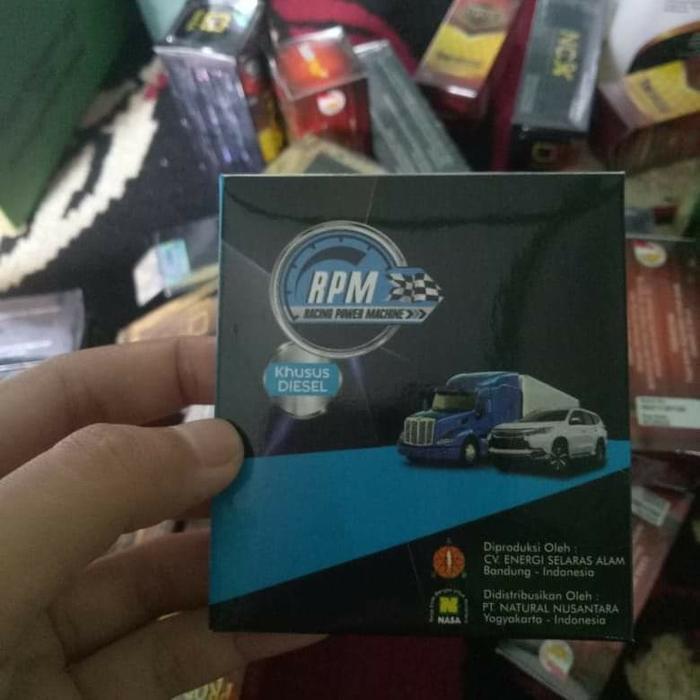 NCX
RPM
RACING POWER MACHINE
Khusus
DIESEL
Diproduksi Oleh :
CV. ENERGI SELARAS ALAM
Bandung - Indonesia
Didistribusikan Oleh :
PT. NATURAL NUSANTARA
Yogyakarta - Indonesia
NASA